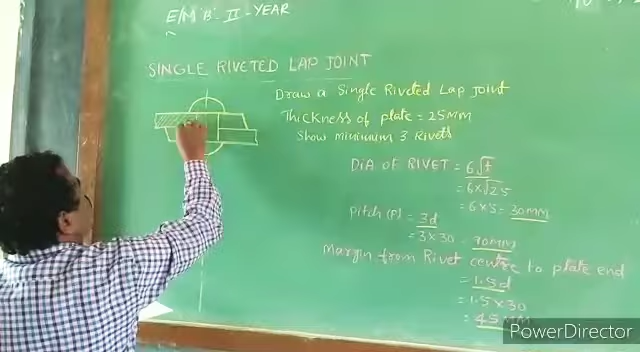 E/M 'B' - II - YEAR
SINGLE RIVETED LAP JOINT
Draw a Single Riveted Lap joint
Thickness of plate = 25MM
Show minimum 3 Rivets
DIA OF RIVET = 6√t
= 6×√25
= 6×5 = 30MM
Pitch (P) = 3d
= 3×30 = 90MM
Margin from Rivet centre to plate end
= 1.5d
= 1.5×30
= 45MM
PowerDirector